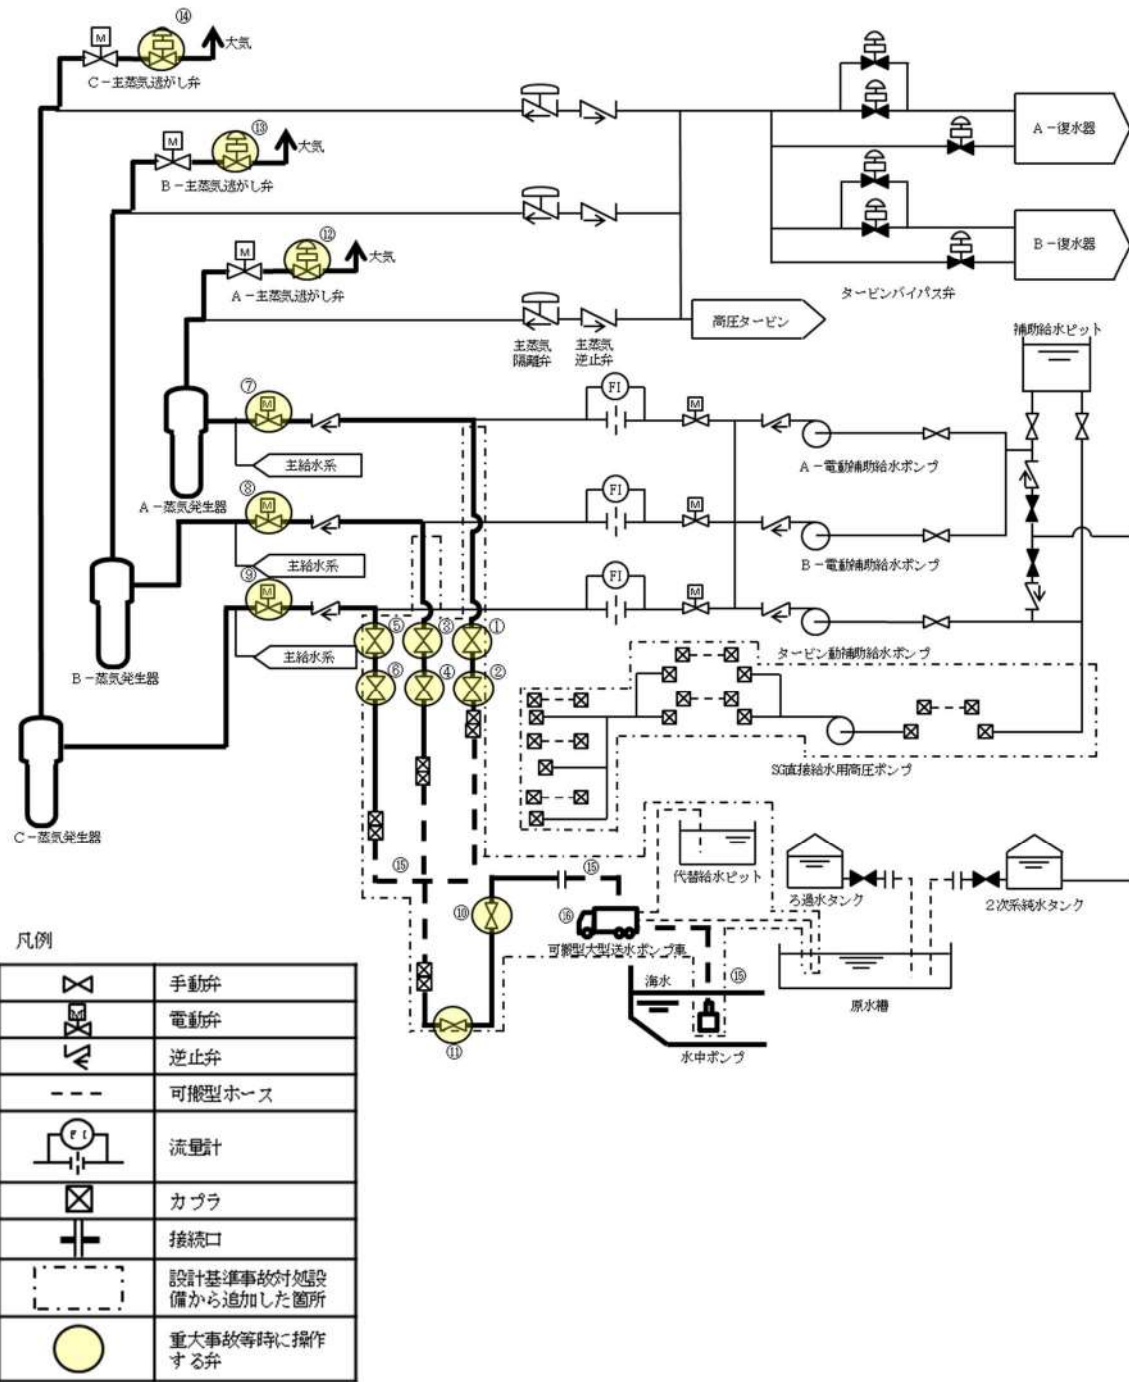 ⑭
M
大気
C－主蒸気逃がし弁
⑬
M
大気
B－主蒸気逃がし弁
⑫
M
大気
A－主蒸気逃がし弁
A－復水器
B－復水器
タービンバイパス弁
高圧タービン
主蒸気
隔離弁
主蒸気
逆止弁
補助給水ピット
⑦
M
FI
M
主給水系
A－電動補助給水ポンプ
A－蒸気発生器
⑧
M
FI
M
主給水系
B－電動補助給水ポンプ
⑨
M
FI
M
主給水系
⑤
③
①
タービン動補助給水ポンプ
B－蒸気発生器
⑥
④
②
SG直接給水用高圧ポンプ
C－蒸気発生器
⑮
⑮
代替給水ピット
ろ過水タンク
2次系純水タンク
⑩
⑯
可搬型大型送水ポンプ車
海水
⑮
原水槽
⑪
水中ポンプ
凡例
手動弁
M
電動弁
逆止弁
可搬型ホース
FI
流量計
カプラ
接続口
設計基準事故対処設
備から追加した箇所
重大事故等時に操作
する弁